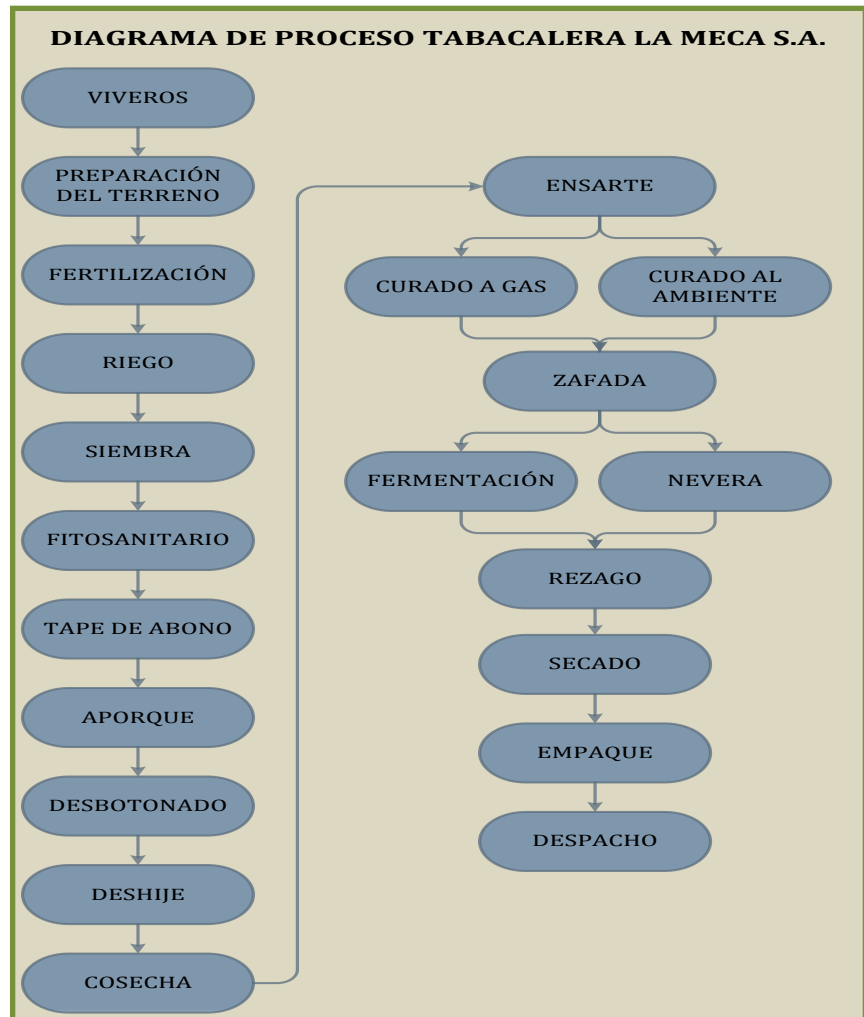 DIAGRAMA DE PROCESO TABACALERA LA MECA S.A.
VIVEROS
PREPARACIÓN
DEL TERRENO
FERTILIZACIÓN
RIEGO
SIEMBRA
FITOSANITARIO
TAPE DE ABONO
APORQUE
DESBOTONADO
DESHIJE
COSECHA
ENSARTE
CURADO A GAS
CURADO AL
AMBIENTE
ZAFADA
FERMENTACIÓN
NEVERA
REZAGO
SECADO
EMPAQUE
DESPACHO